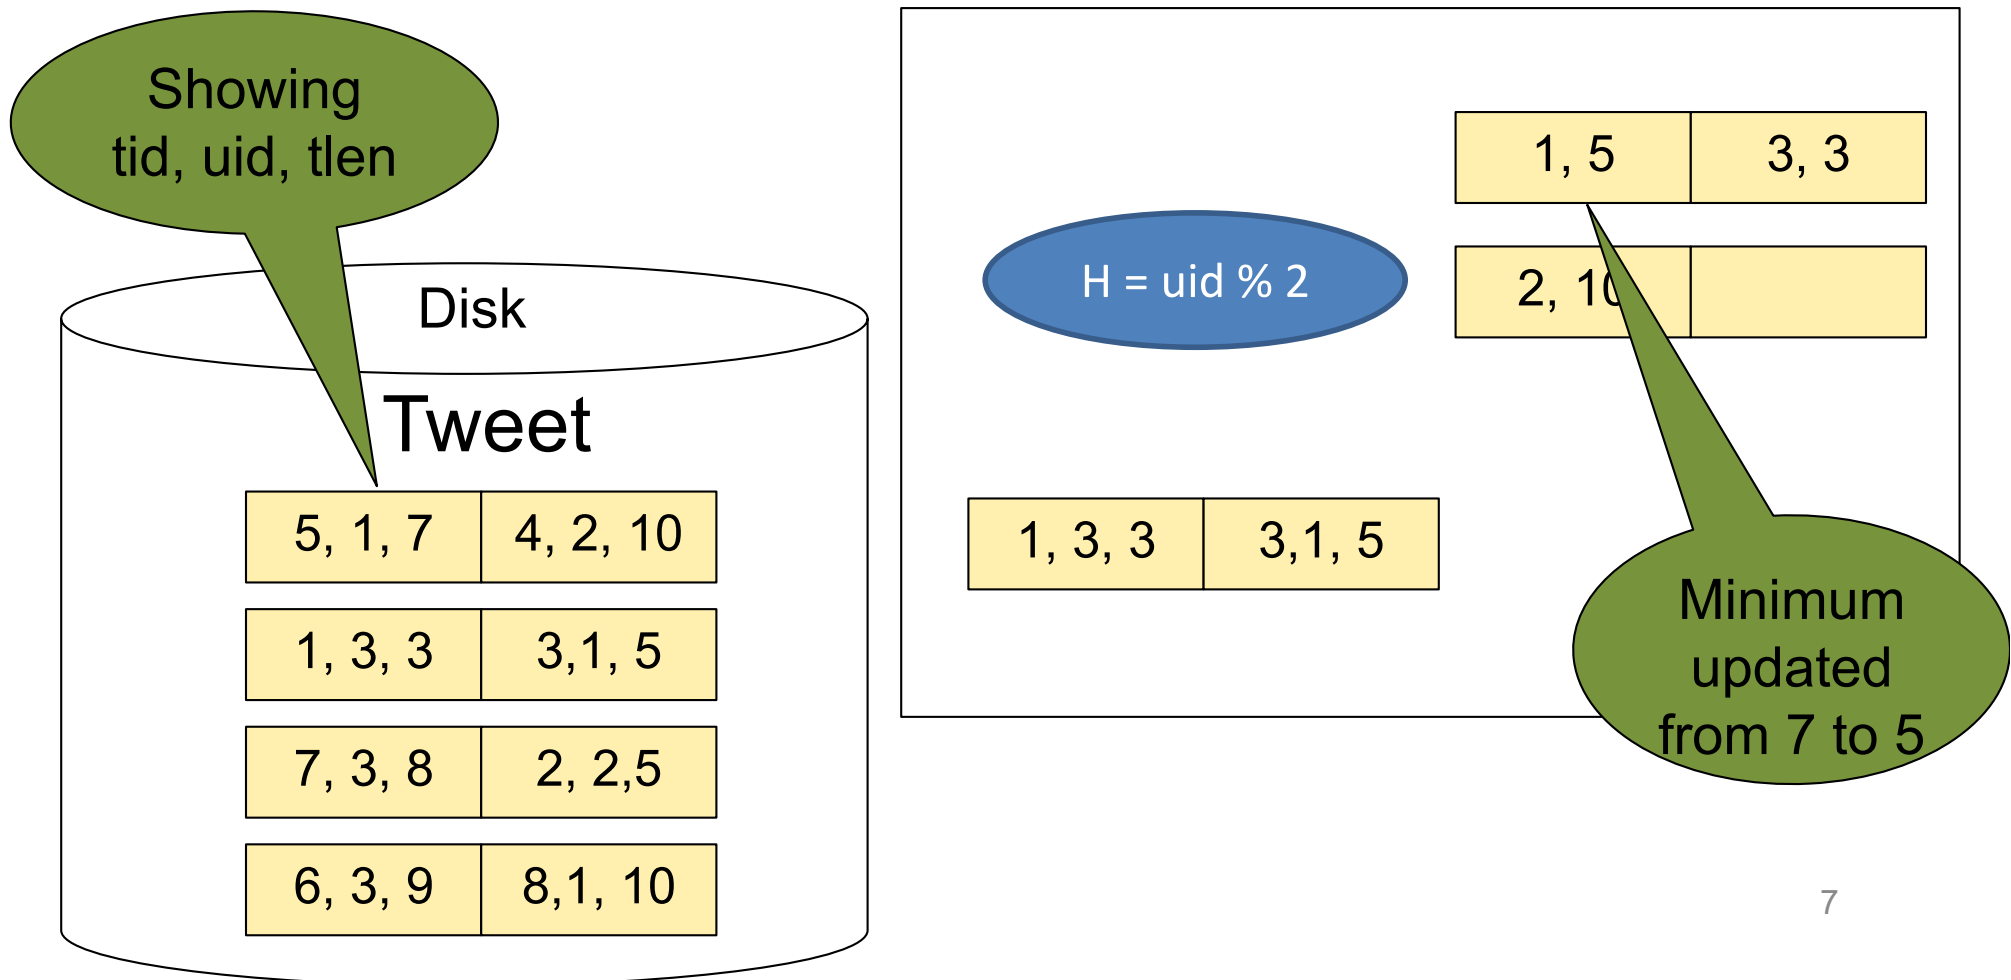 Showing
tid, uid, tlen
Disk
Tweet
5, 1, 7
4, 2, 10
1, 3, 3
3,1, 5
7, 3, 8
2, 2,5
6, 3, 9
8,1, 10
H = uid % 2
1, 5
3, 3
2, 10
1, 3, 3
3,1, 5
Minimum
updated
from 7 to 5
7